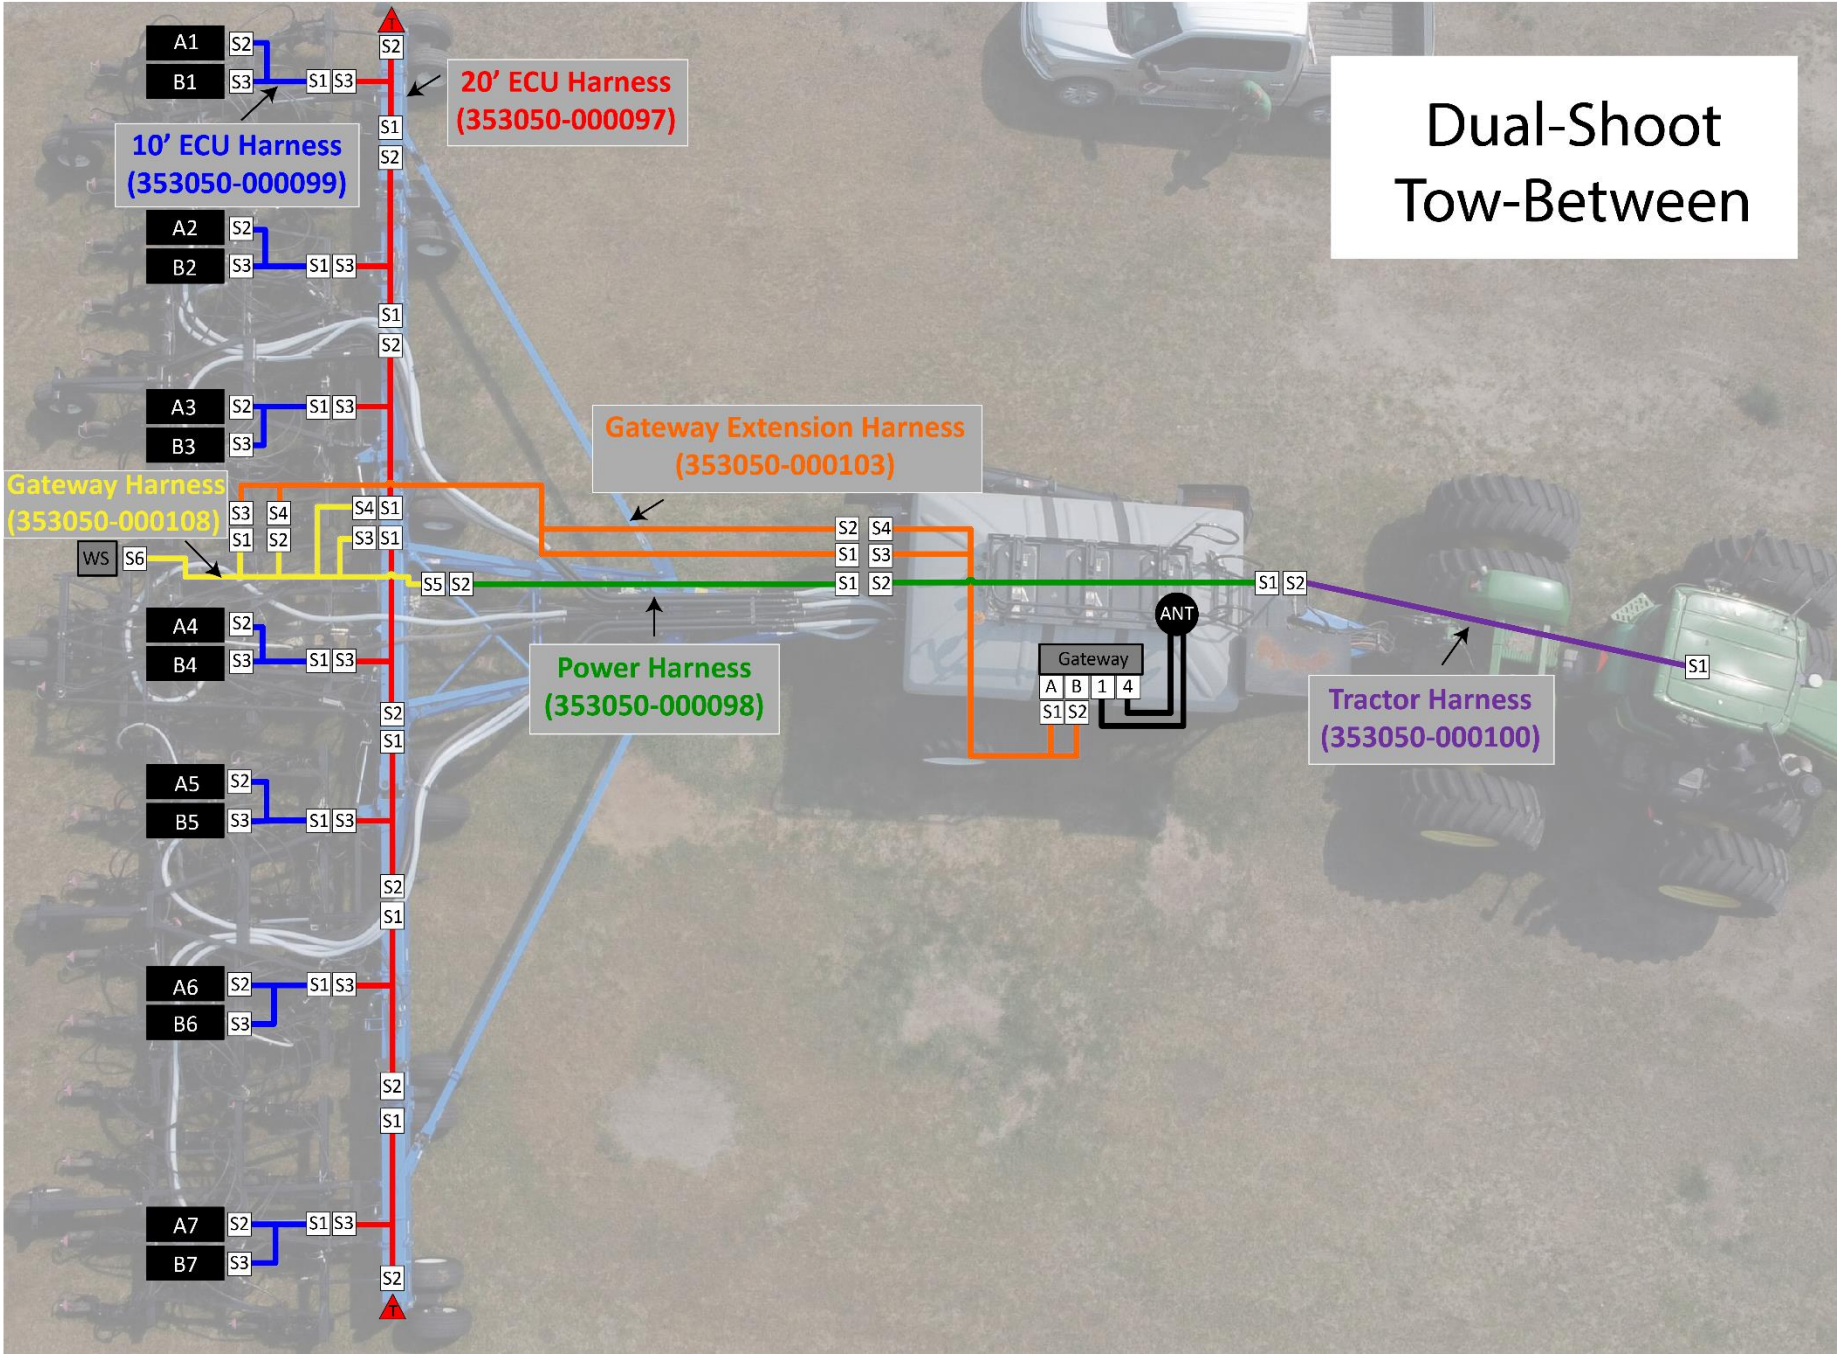 T
S2
A1 S2
B1 S3 S1 S3
20’ ECU Harness
(353050-000097)
Dual-Shoot
Tow-Between
S1
10’ ECU Harness
(353050-000099)
S2
A2 S2
B2 S3 S1 S3
S1
S2
A3 S2 S1 S3
B3 S3
Gateway Extension Harness
(353050-000103)
Gateway Harness
(353050-000108)
S3 S4 S4 S1
S1 S2 S3 S1
S2 S4
S1 S3
WS S6
S5 S2 S1 S2 S1 S2
ANT
A4 S2
B4 S3 S1 S3
Power Harness
(353050-000098)
Gateway
A B 1 4
S1 S2
S1
Tractor Harness
(353050-000100)
S2
S1
A5 S2
B5 S3 S1 S3
S2
S1
A6 S2 S1 S3
B6 S3
S2
S1
A7 S2 S1 S3
B7 S3
S2
T